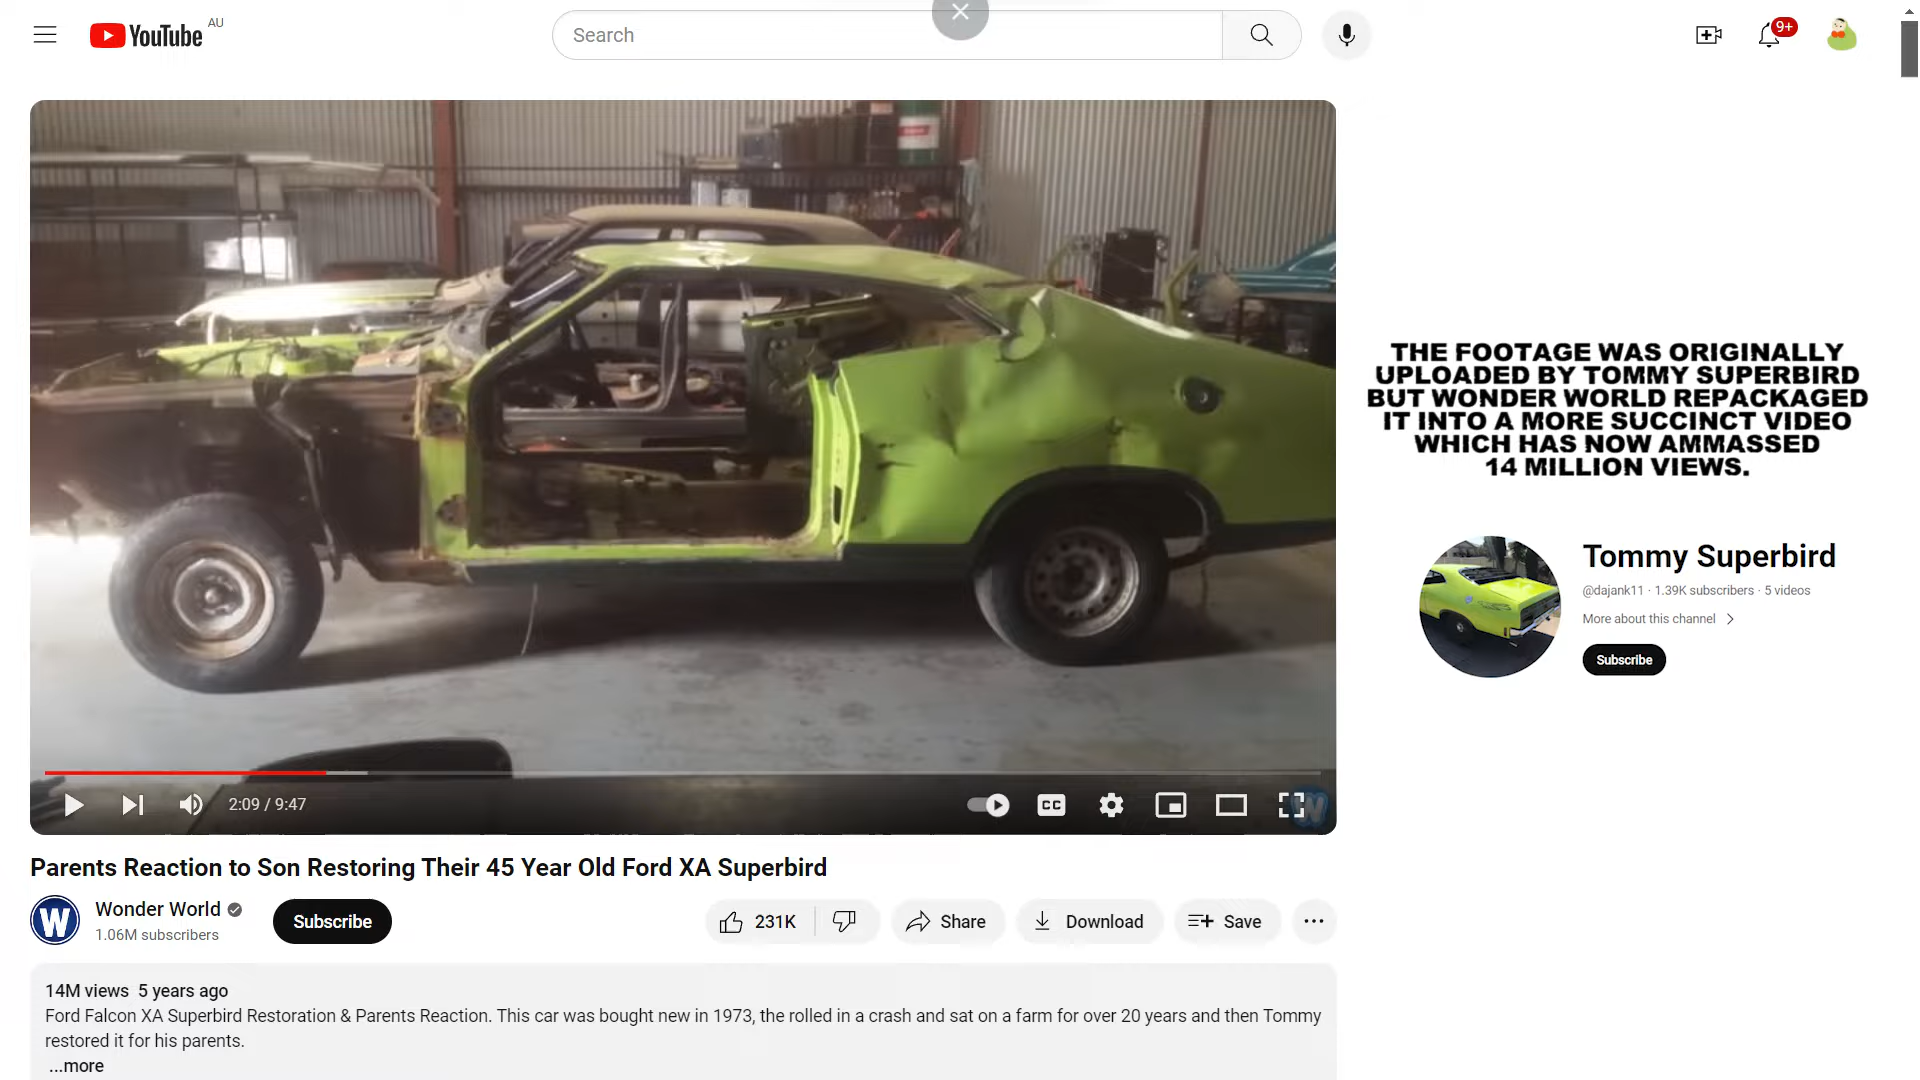 YouTube
AU
Search
9+
THE FOOTAGE WAS ORIGINALLY
UPLOADED BY TOMMY SUPERBIRD
BUT WONDER WORLD REPACKAGED
IT INTO A MORE SUCCINCT VIDEO
WHICH HAS NOW AMMASSED
14 MILLION VIEWS.
Tommy Superbird
@dajank11 · 1.39K subscribers · 5 videos
More about this channel
Subscribe
2:09 / 9:47
CC
W
Parents Reaction to Son Restoring Their 45 Year Old Ford XA Superbird
W
Wonder World
1.06M subscribers
Subscribe
231K
Share
Download
Save
14M views 5 years ago
Ford Falcon XA Superbird Restoration & Parents Reaction. This car was bought new in 1973, the rolled in a crash and sat on a farm for over 20 years and then Tommy
restored it for his parents.
...more